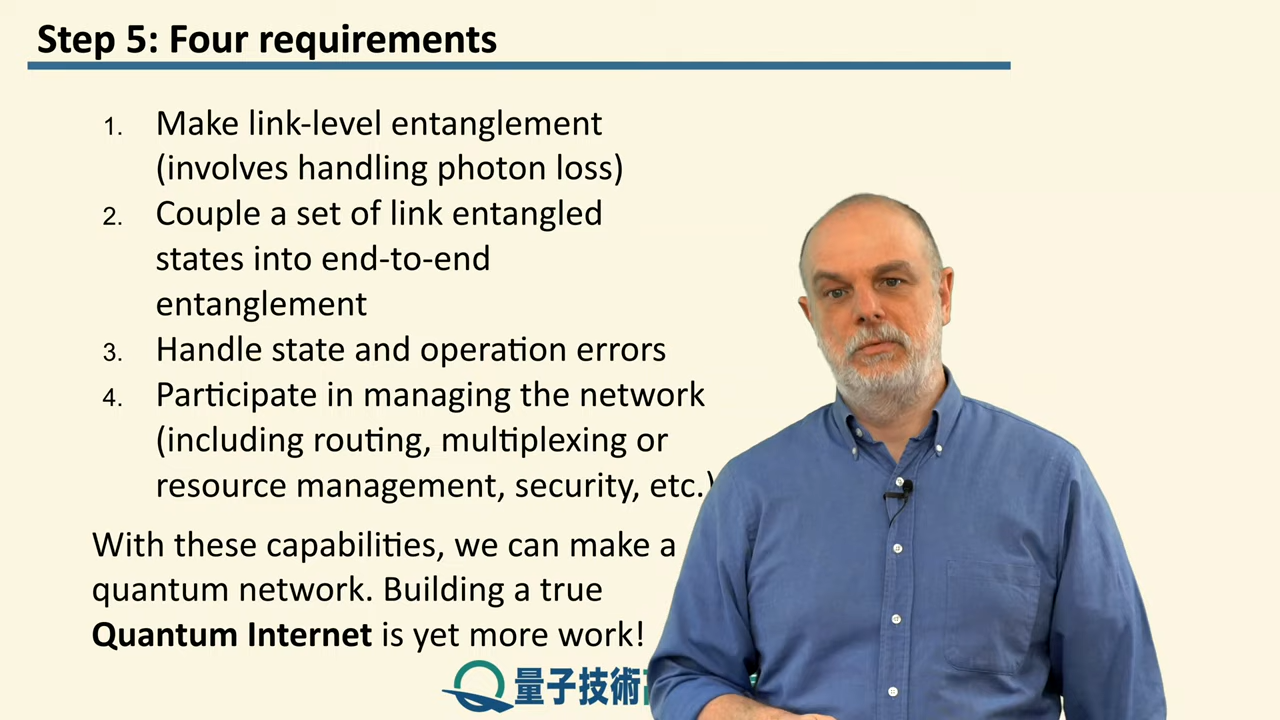 Step 5: Four requirements
1. Make link-level entanglement
(involves handling photon loss)
2. Couple a set of link entangled
states into end-to-end
entanglement
3. Handle state and operation errors
4. Participate in managing the network
(including routing, multiplexing or
resource management, security, etc.)
With these capabilities, we can make a
quantum network. Building a true
Quantum Internet is yet more work!
量子技術